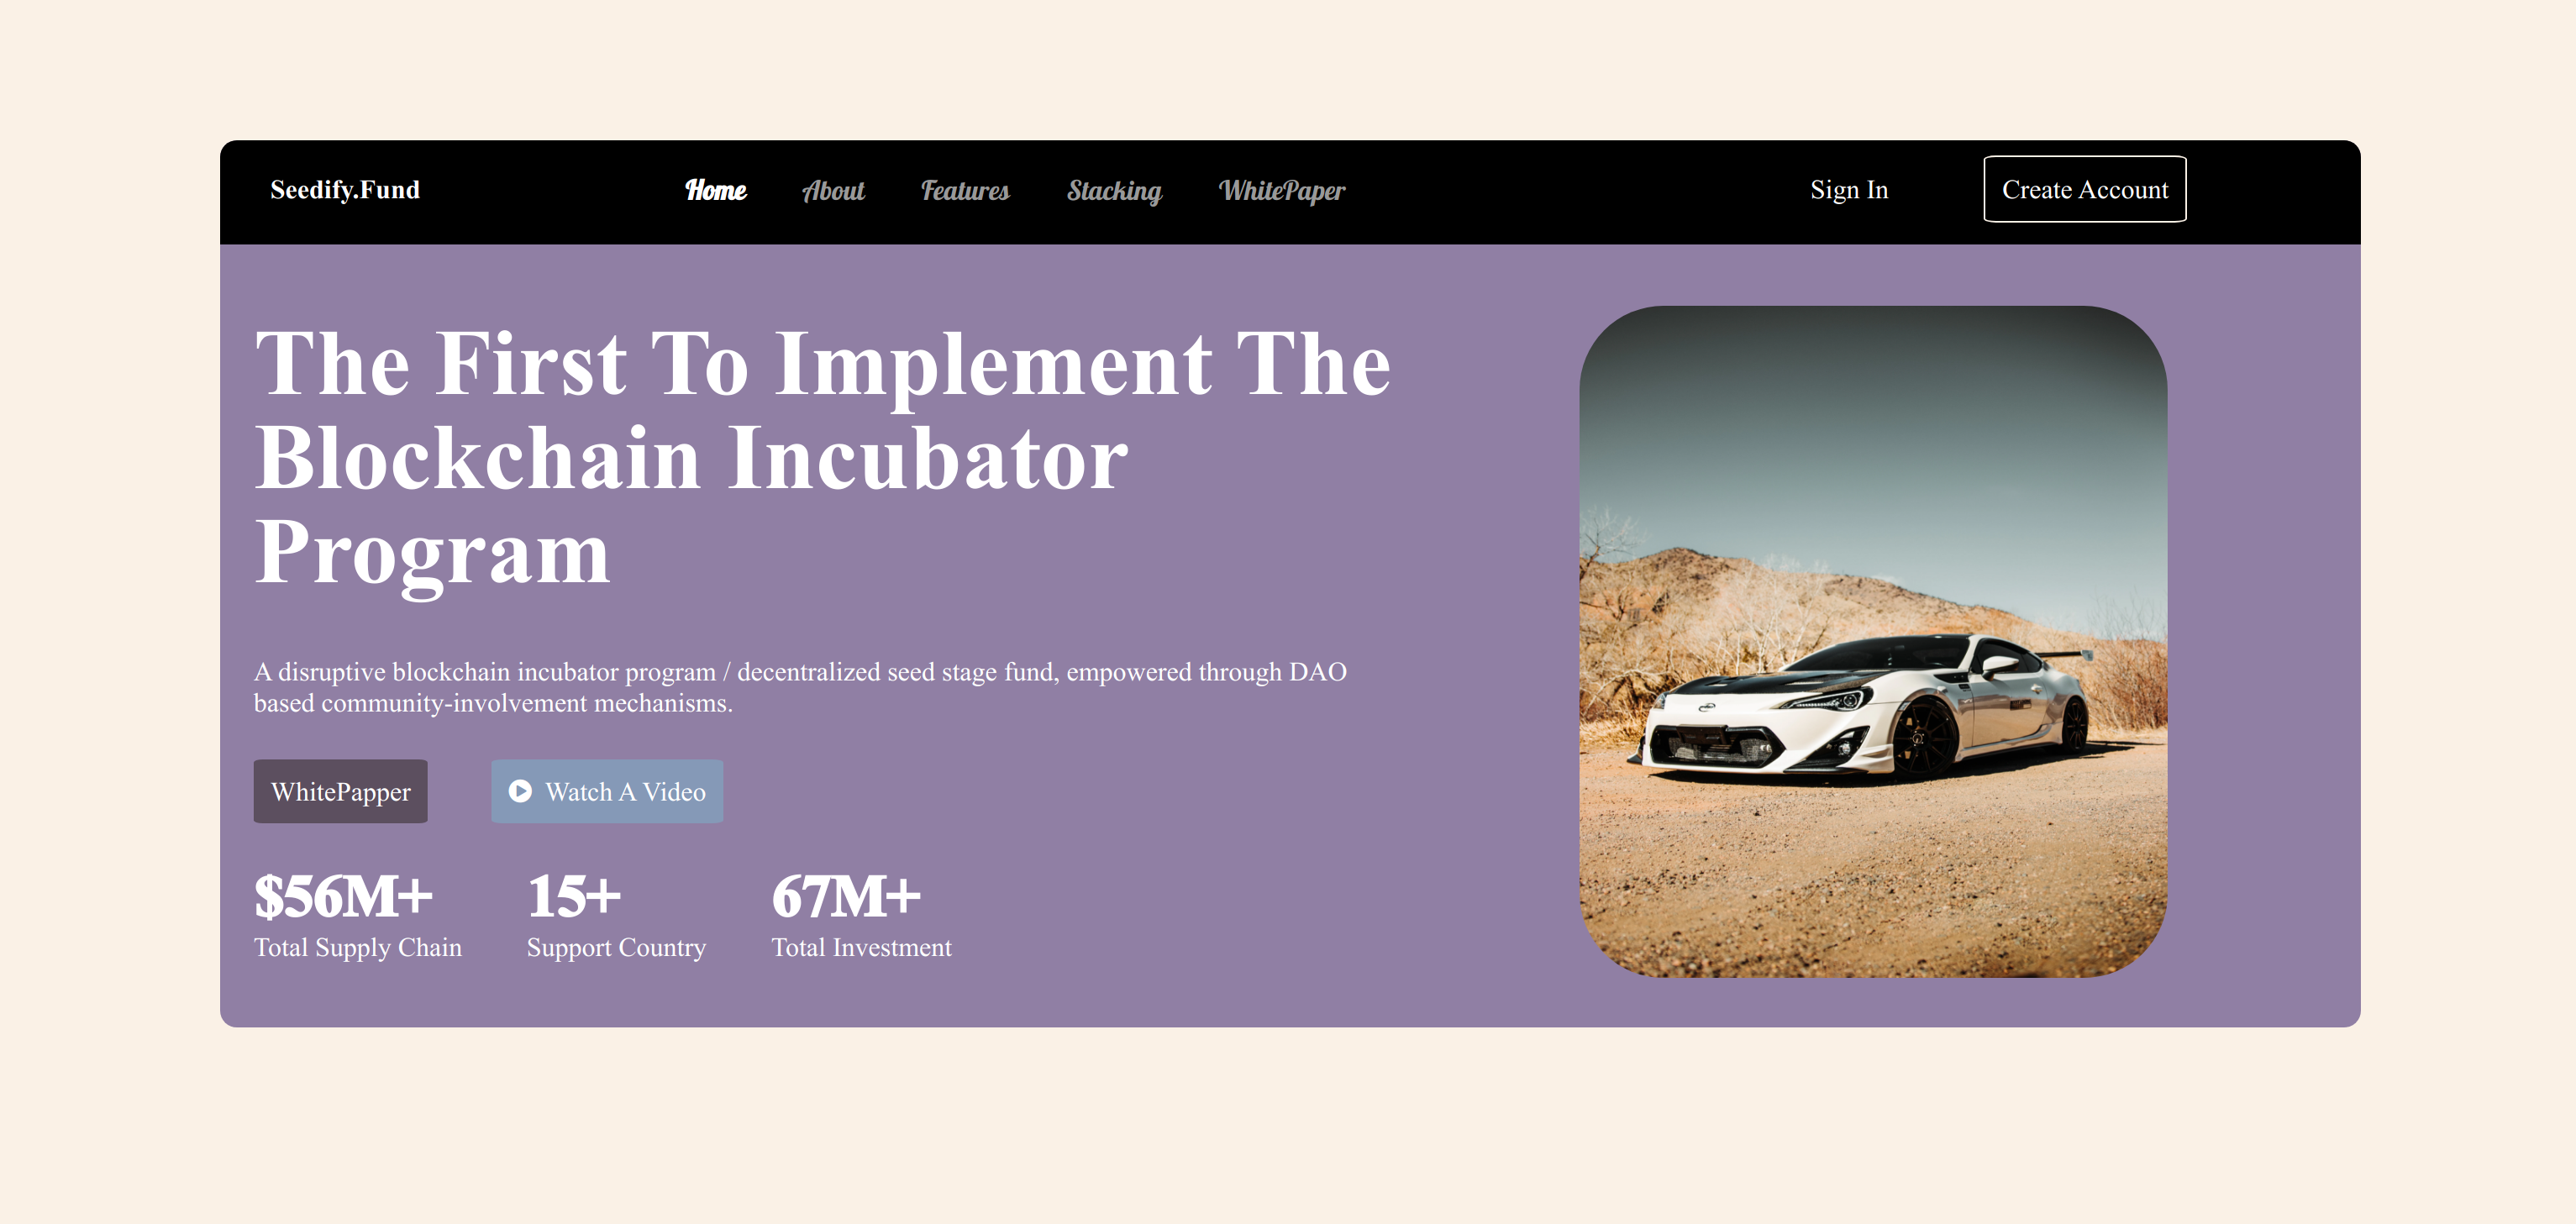 Seedify.Fund
Home About Features Stacking WhitePaper
Sign In Create Account
The First To Implement The
Blockchain Incubator
Program
A disruptive blockchain incubator program / decentralized seed stage fund, empowered through DAO
based community-involvement mechanisms.
WhitePapper Watch A Video
$56M+ 15+ 67M+
Total Supply Chain Support Country Total Investment